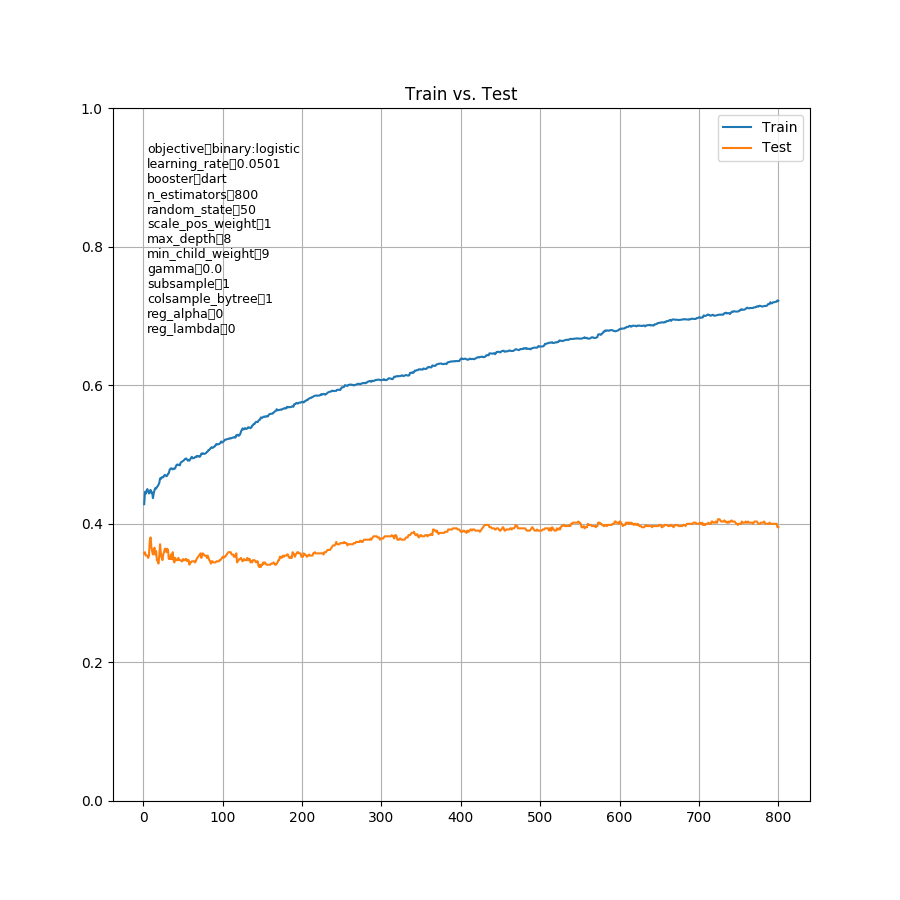 Train vs. Test
1.0
0.8
0.6
0.4
0.2
0.0
Train
Test
objective▯binary:logistic
learning_rate▯0.0501
booster▯dart
n_estimators▯800
random_state▯50
scale_pos_weight▯1
max_depth▯8
min_child_weight▯9
gamma▯0.0
subsample▯1
colsample_bytree▯1
reg_alpha▯0
reg_lambda▯0
0 100 200 300 400 500 600 700 800